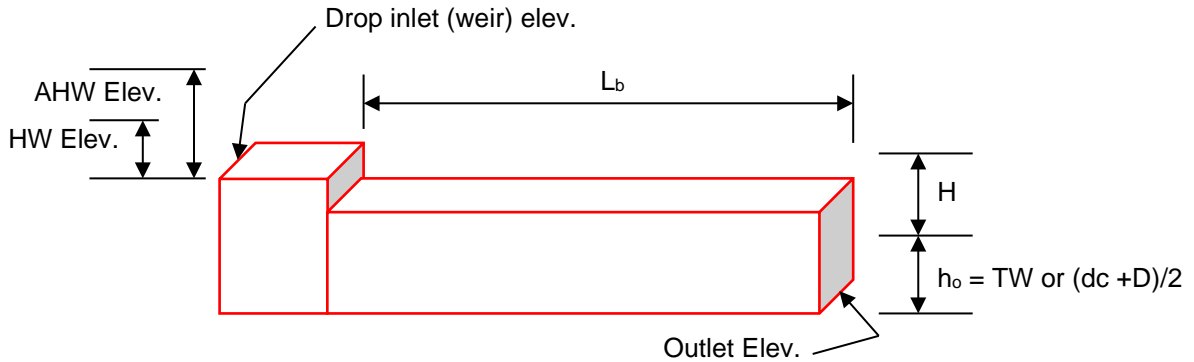 Drop inlet (weir) elev.
AHW Elev.
HW Elev.
Lb
H
ho = TW or (dc +D)/2
Outlet Elev.